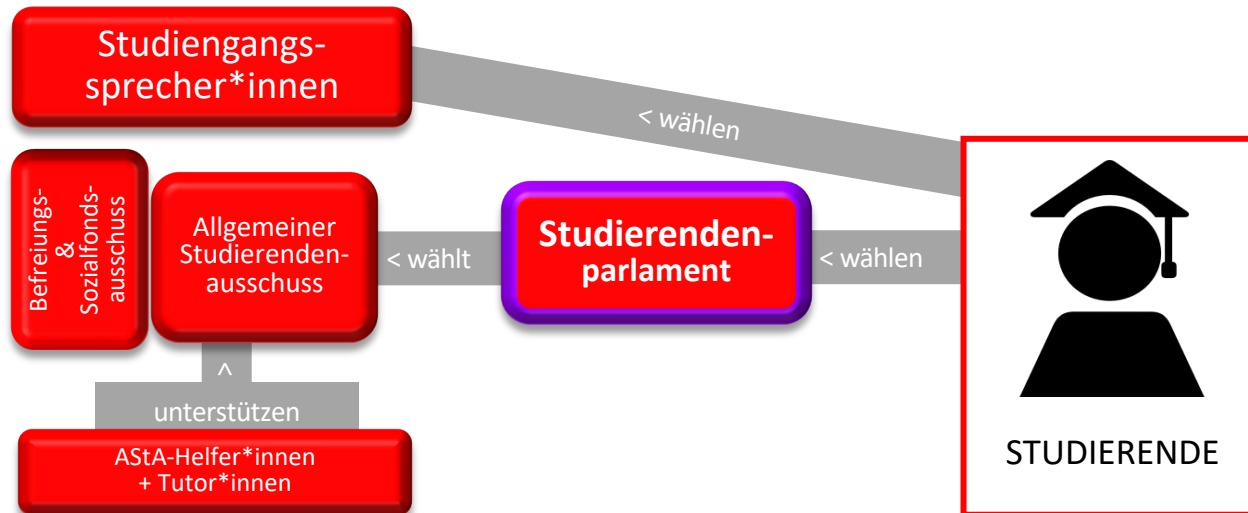 Studiengangs-
sprecher*innen
< wählen
Befreiungs-
&
Sozialfonds-
ausschuss
Allgemeiner
Studierenden-
ausschuss
< wählt
Studierenden-
parlament
< wählen
^
unterstützen
AStA-Helfer*innen
+ Tutor*innen
STUDIERENDE